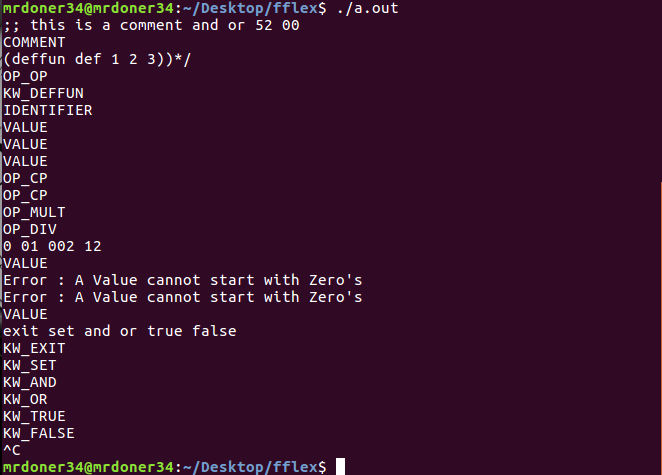 mrdoner34@mrdoner34:~/Desktop/fflex$ ./a.out
;; this is a comment and or 52 00
COMMENT
(deffun def 1 2 3))*/
OP_OP
KW_DEFFUN
IDENTIFIER
VALUE
VALUE
VALUE
OP_CP
OP_CP
OP_MULT
OP_DIV
0 01 002 12
VALUE
Error : A Value cannot start with Zero's
Error : A Value cannot start with Zero's
VALUE
exit set and or true false
KW_EXIT
KW_SET
KW_AND
KW_OR
KW_TRUE
KW_FALSE
^C
mrdoner34@mrdoner34:~/Desktop/fflex$